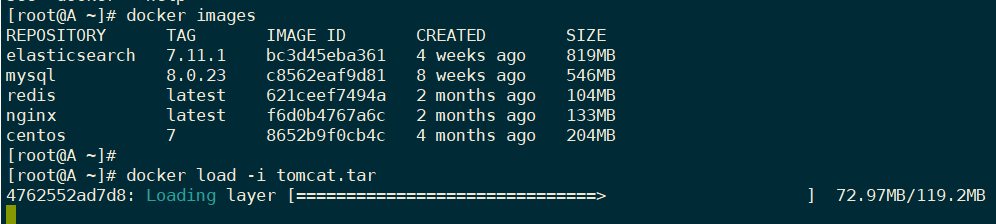 [root@A ~]# docker images
REPOSITORY TAG IMAGE ID CREATED SIZE
elasticsearch 7.11.1 bc3d45eba361 4 weeks ago 819MB
mysql 8.0.23 c8562eaf9d81 8 weeks ago 546MB
redis latest 621ceef7494a 2 months ago 104MB
nginx latest f6d0b4767a6c 2 months ago 133MB
centos 7 8652b9f0cb4c 4 months ago 204MB
[root@A ~]#
[root@A ~]# docker load -i tomcat.tar
4762552ad7d8: Loading layer [==============================> ] 72.97MB/119.2MB